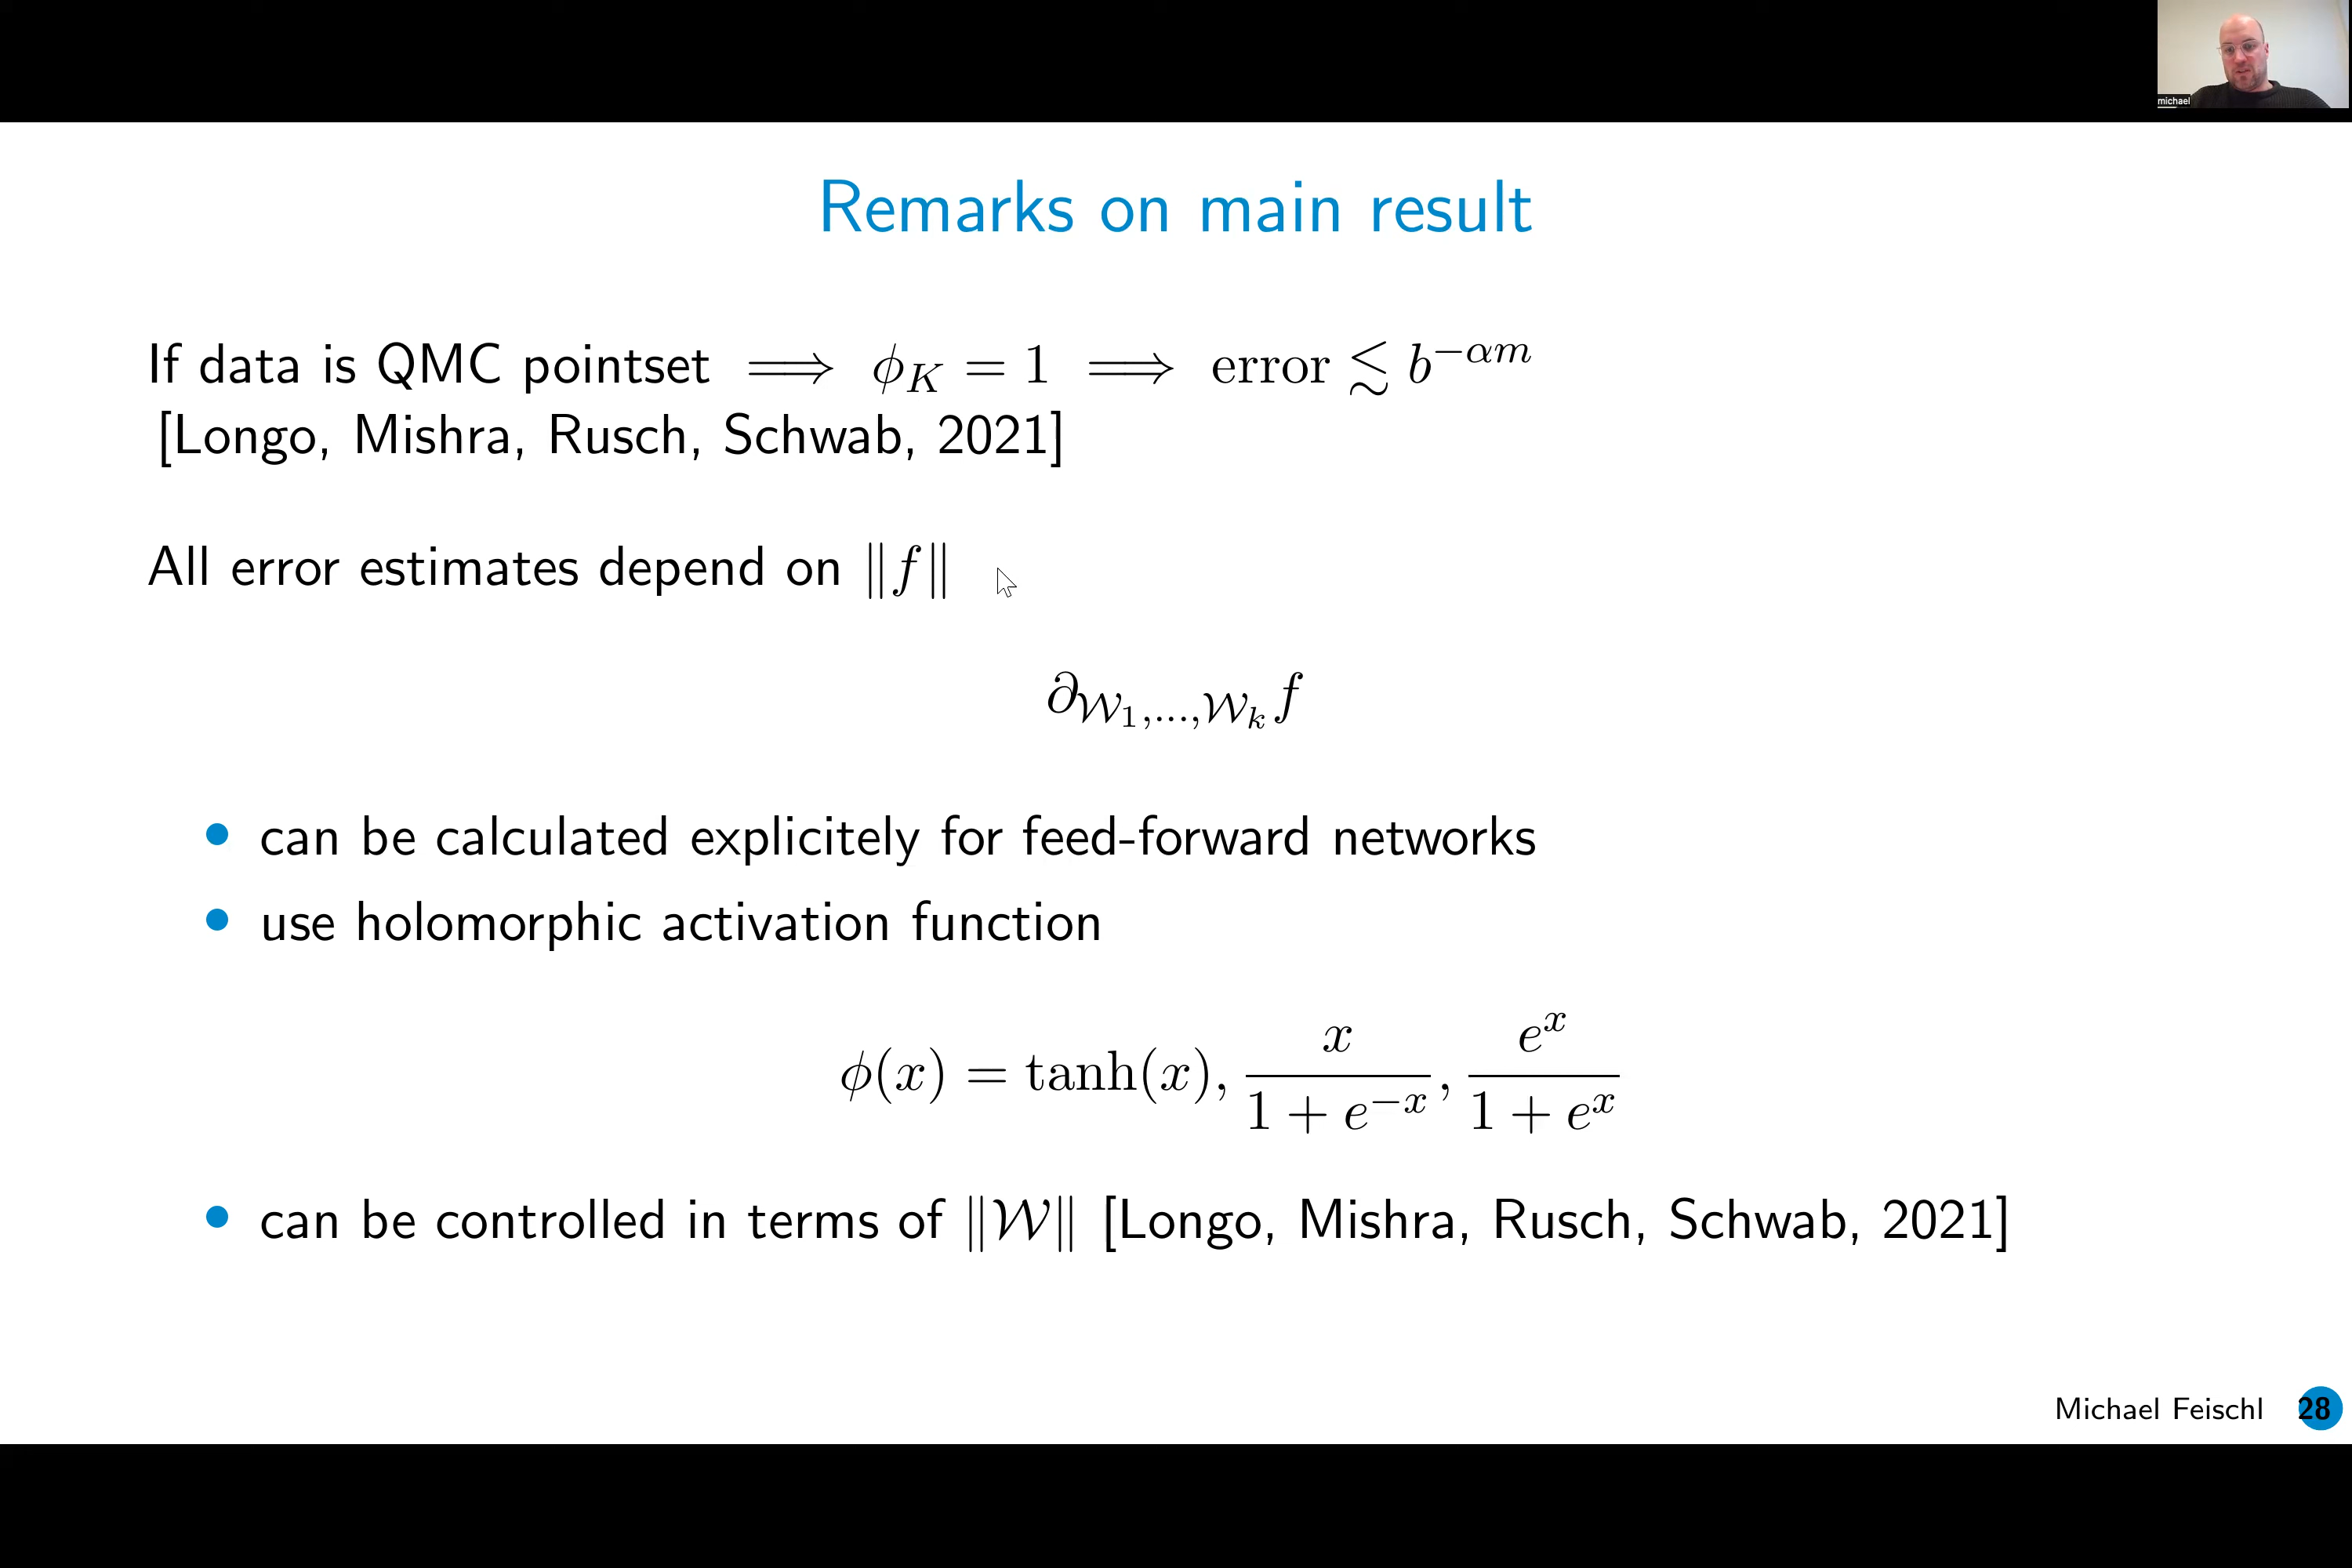 michael
Remarks on main result
If data is QMC pointset ⟹ ϕ_K = 1 ⟹ error ≲ b^{−αm}
[Longo, Mishra, Rusch, Schwab, 2021]
All error estimates depend on ‖f‖
∂_{𝒲_1,...,𝒲_k} f
• can be calculated explicitely for feed-forward networks
• use holomorphic activation function
ϕ(x) = tanh(x), x/(1 + e^{−x}), e^x/(1 + e^x)
• can be controlled in terms of ‖𝒲‖ [Longo, Mishra, Rusch, Schwab, 2021]
Michael Feischl 28